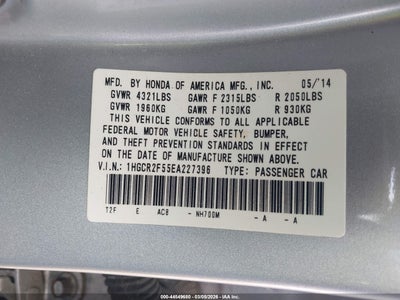 MFD. BY HONDA OF AMERICA MFG., INC. 05/'14
GVWR 4321LBS GAWR F 2315LBS R 2050LBS
GVWR 1960KG GAWR F 1050KG R 930KG
THIS VEHICLE CONFORMS TO ALL APPLICABLE
FEDERAL MOTOR VEHICLE SAFETY, BUMPER,
AND THEFT PREVENTION STANDARDS IN EFFECT
ON THE DATE OF MANUFACTURE SHOWN ABOVE.
V.I.N.: 1HGCR2F55EA227396 TYPE: PASSENGER CAR
T2F E AC8 - NH700M - A - A
000 - 44549680 - 03/09/2026 - IAA Inc.